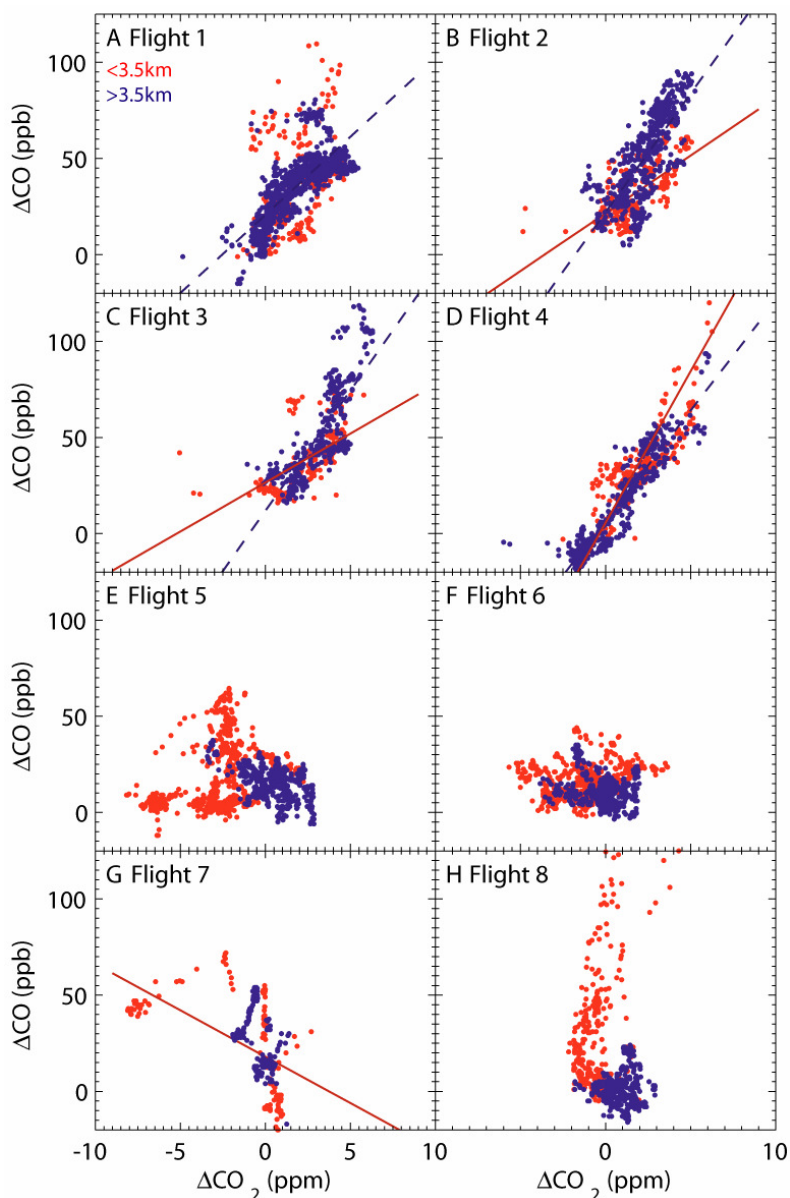 A Flight 1
B Flight 2
<3.5km
>3.5km
100
50
0
ΔCO (ppb)
C Flight 3
D Flight 4
100
50
0
ΔCO (ppb)
E Flight 5
F Flight 6
100
50
0
ΔCO (ppb)
G Flight 7
H Flight 8
100
50
0
ΔCO (ppb)
-10 -5 0 5 10 0 5 10
ΔCO₂ (ppm) ΔCO₂ (ppm)